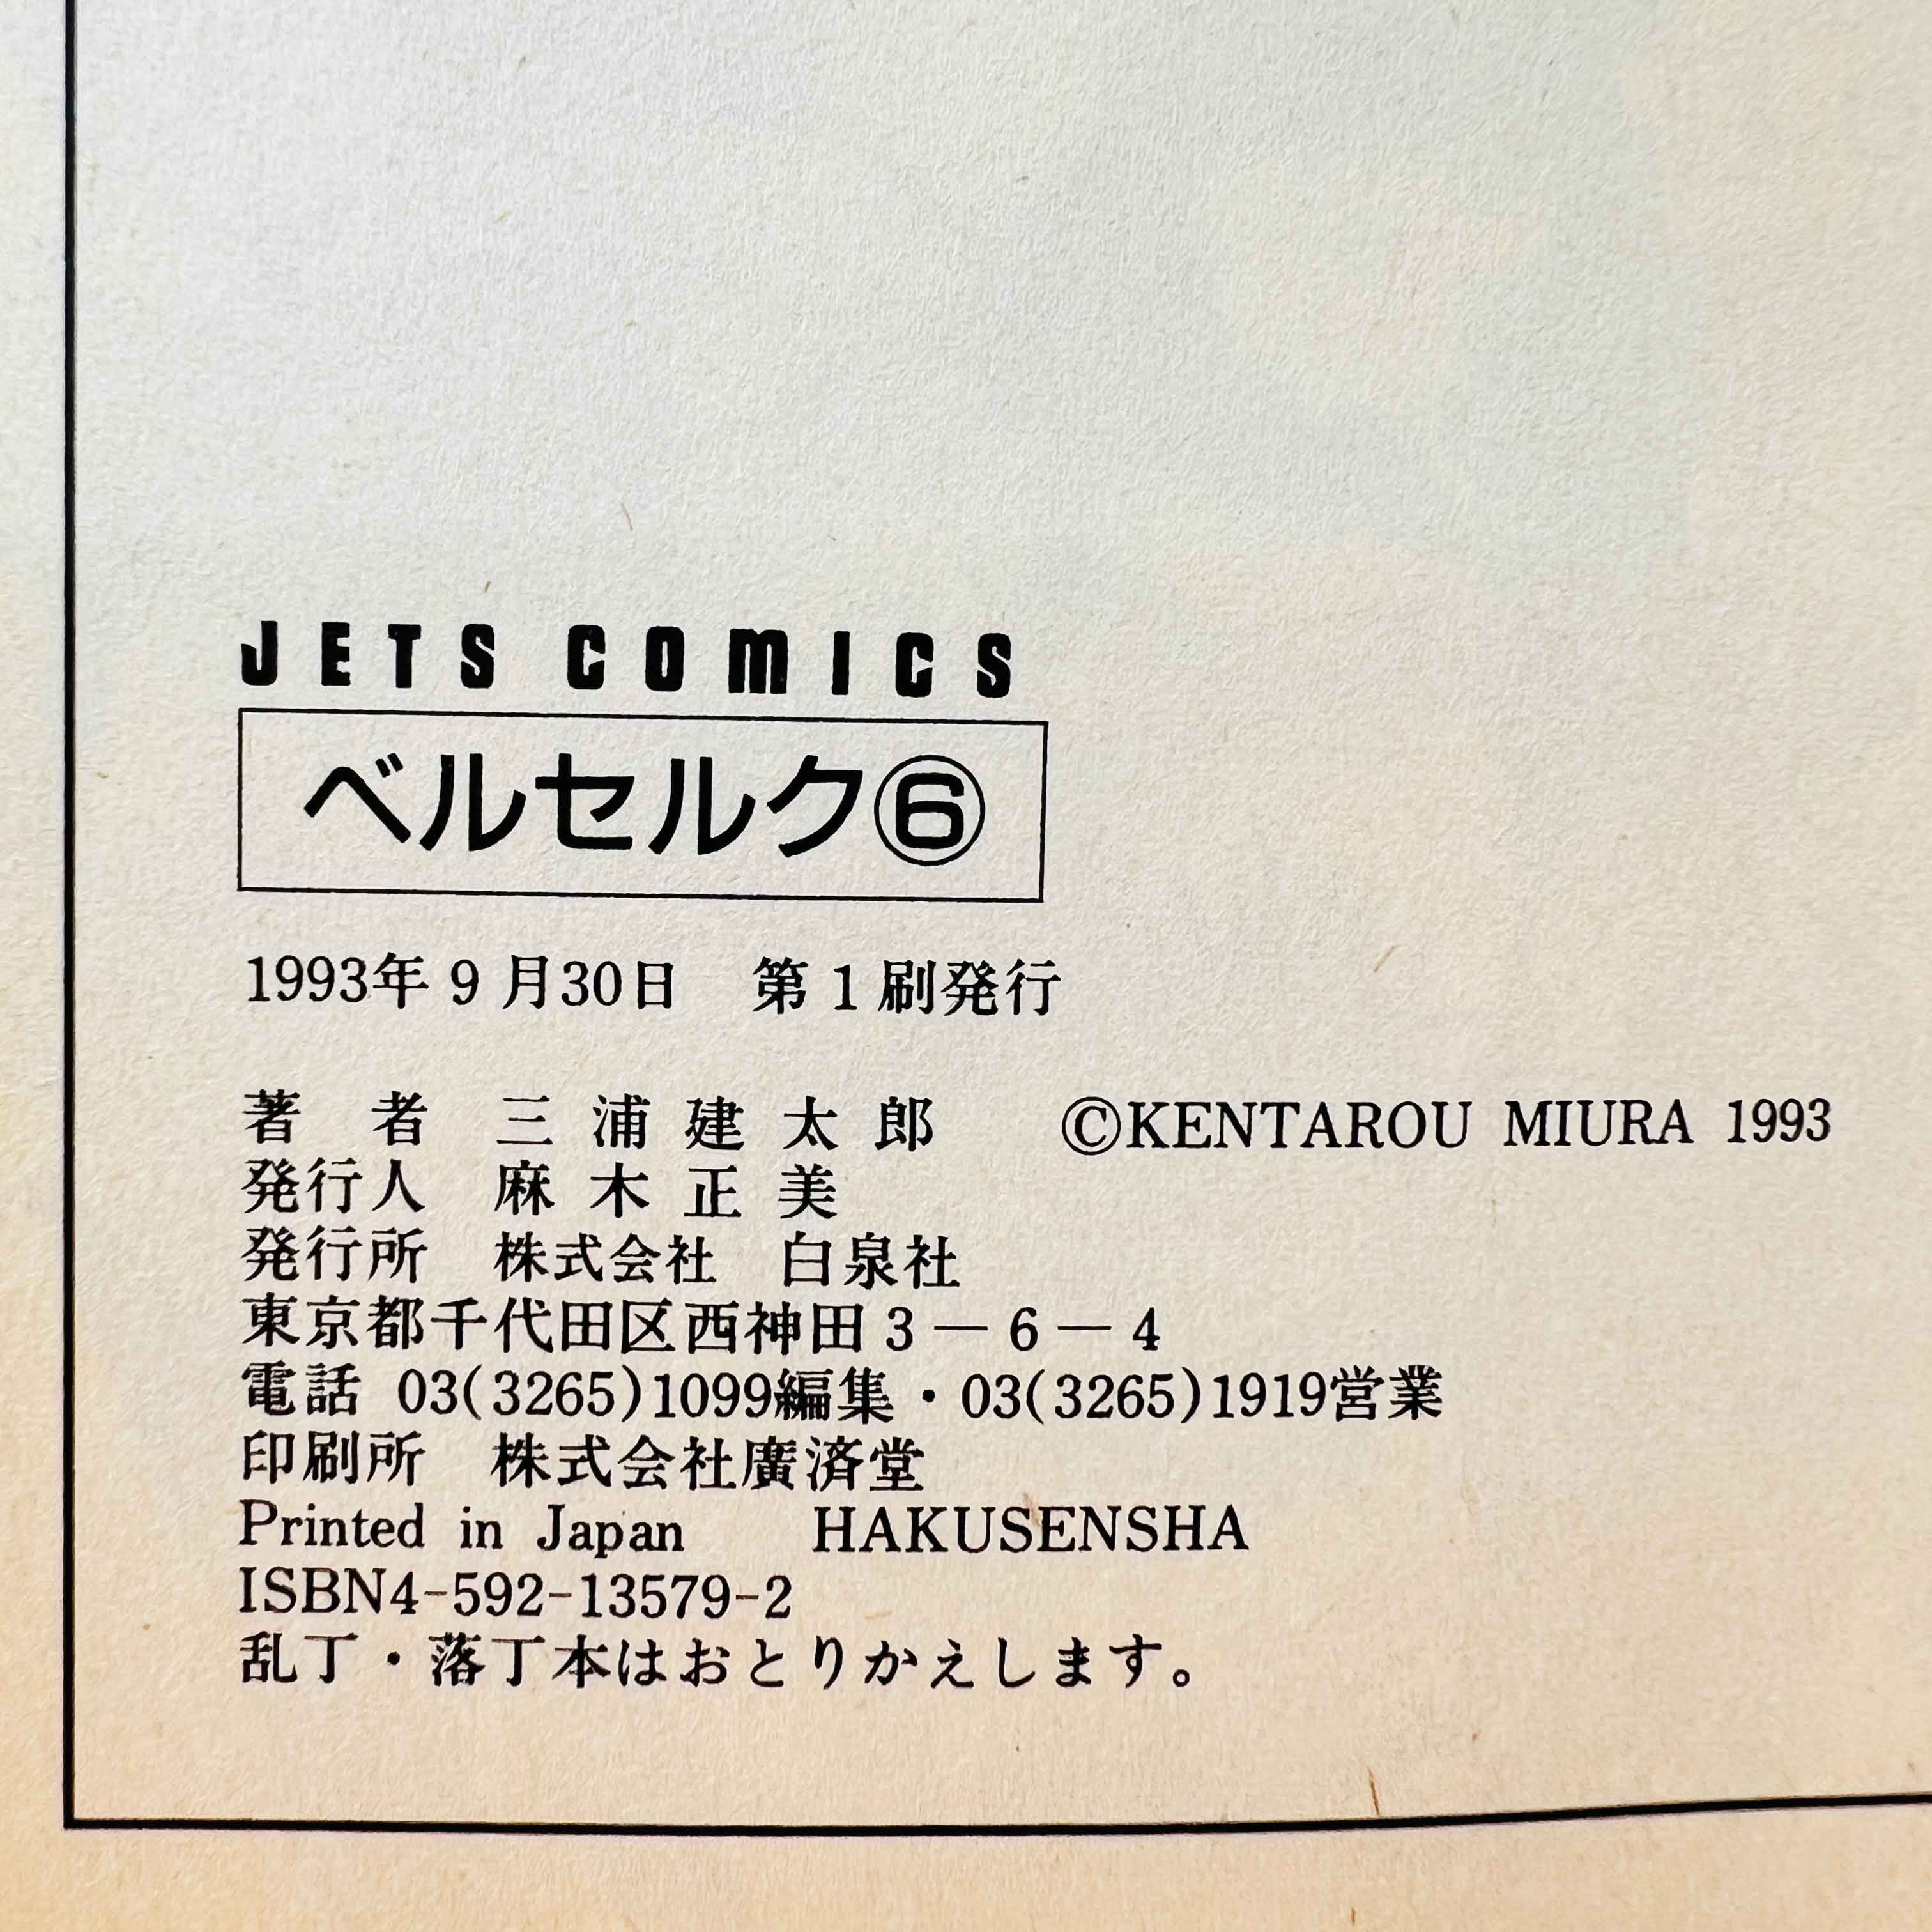 JETS COMICS
ベルセルク⑥
1993年9月30日　第1刷発行
著　者　三浦建太郎　©KENTAROU MIURA 1993
発行人　麻木正美
発行所　株式会社　白泉社
東京都千代田区西神田3－6－4
電話 03(3265)1099編集・03(3265)1919営業
印刷所　株式会社廣済堂
Printed in Japan　HAKUSENSHA
ISBN4-592-13579-2
乱丁・落丁本はおとりかえします。